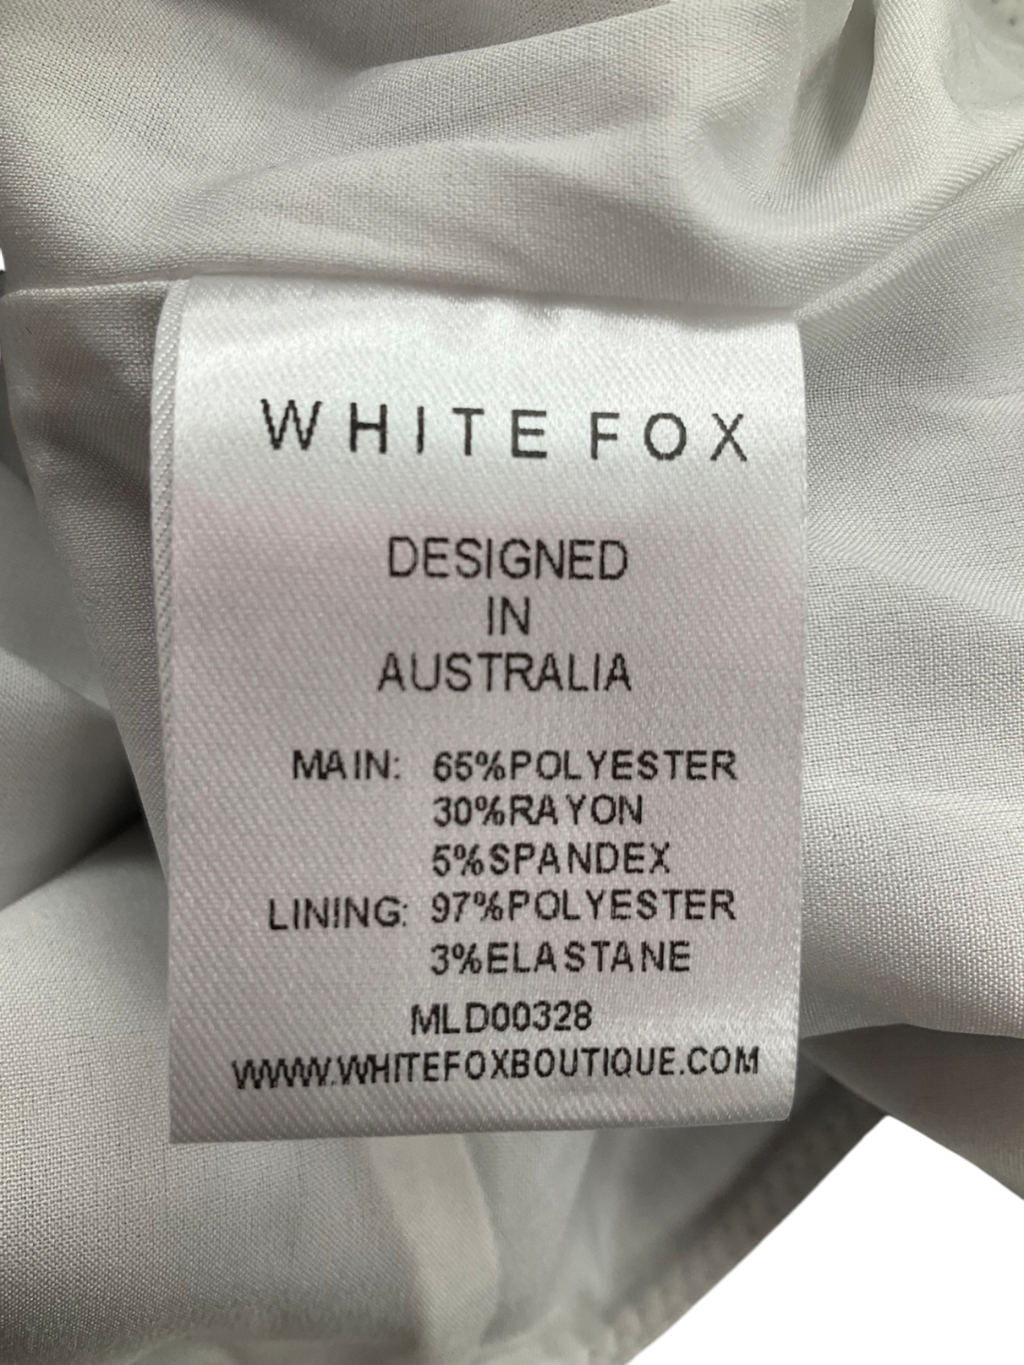 WHITE FOX
DESIGNED
IN
AUSTRALIA
MAIN: 65%POLYESTER
30%RAYON
5%SPANDEX
LINING: 97%POLYESTER
3%ELASTANE
MLD00328
WWW.WHITEFOXBOUTIQUE.COM